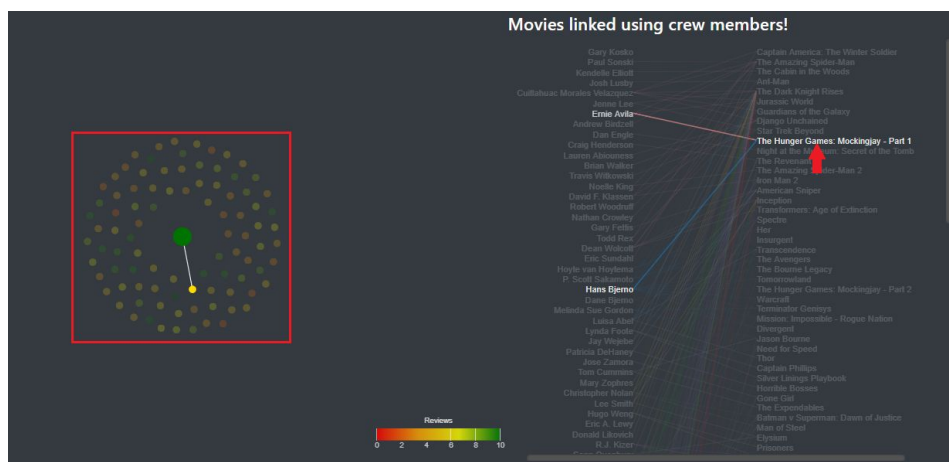 Movies linked using crew members!
Gary Kosko
Paul Sonski
Kendelle Elliott
Josh Lusby
Cuitlahuac Morales Velazquez
Jenne Lee
Ernie Avila
Andrew Birdzell
Dan Engle
Craig Henderson
Lauren Abiouness
Brian Walker
Travis Witkowski
Noelle King
David F. Klassen
Robert Woodruff
Nathan Crowley
Gary Fettis
Todd Rex
Dean Wolcott
Eric Sundahl
Hoyte van Hoytema
P. Scott Sakamoto
Hans Bjerno
Dane Bjerno
Melinda Sue Gordon
Luisa Abel
Lynda Foote
Jay Wejebe
Patricia DeHaney
Jose Zamora
Tom Cummins
Mary Zophres
Christopher Nolan
Lee Smith
Hugo Weng
Eric A. Lewy
Donald Likovich
R.J. Kizer
Captain America: The Winter Soldier
The Amazing Spider-Man
The Cabin in the Woods
Ant-Man
The Dark Knight Rises
Jurassic World
Guardians of the Galaxy
Django Unchained
Star Trek Beyond
The Hunger Games: Mockingjay - Part 1
Night at the Museum: Secret of the Tomb
The Revenant
The Amazing Spider-Man 2
Iron Man 2
American Sniper
Inception
Transformers: Age of Extinction
Spectre
Her
Insurgent
Transcendence
The Avengers
The Bourne Legacy
Tomorrowland
The Hunger Games: Mockingjay - Part 2
Warcraft
Terminator Genisys
Mission: Impossible - Rogue Nation
Divergent
Jason Bourne
Need for Speed
Thor
Captain Phillips
Silver Linings Playbook
Horrible Bosses
Gone Girl
The Expendables
Batman v Superman: Dawn of Justice
Man of Steel
Elysium
Prisoners
Reviews
0 2 4 6 8 10